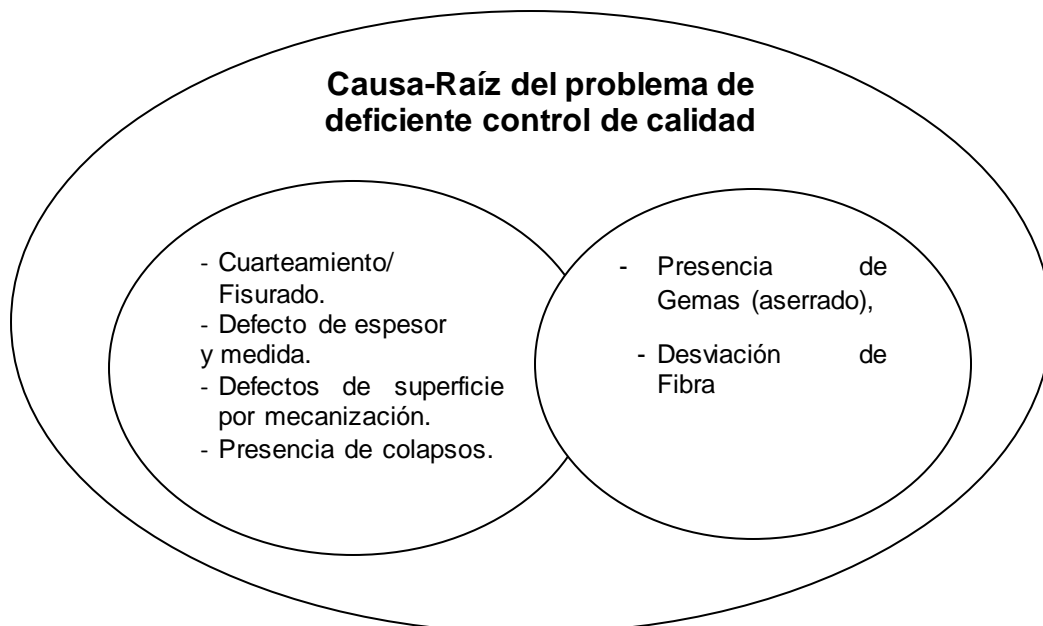 Causa-Raíz del problema de
deficiente control de calidad
- Cuarteamiento/
Fisurado.
- Defecto de espesor
y medida.
- Defectos de superficie
por mecanización.
- Presencia de colapsos.
- Presencia de
Gemas (aserrado),
- Desviación de
Fibra